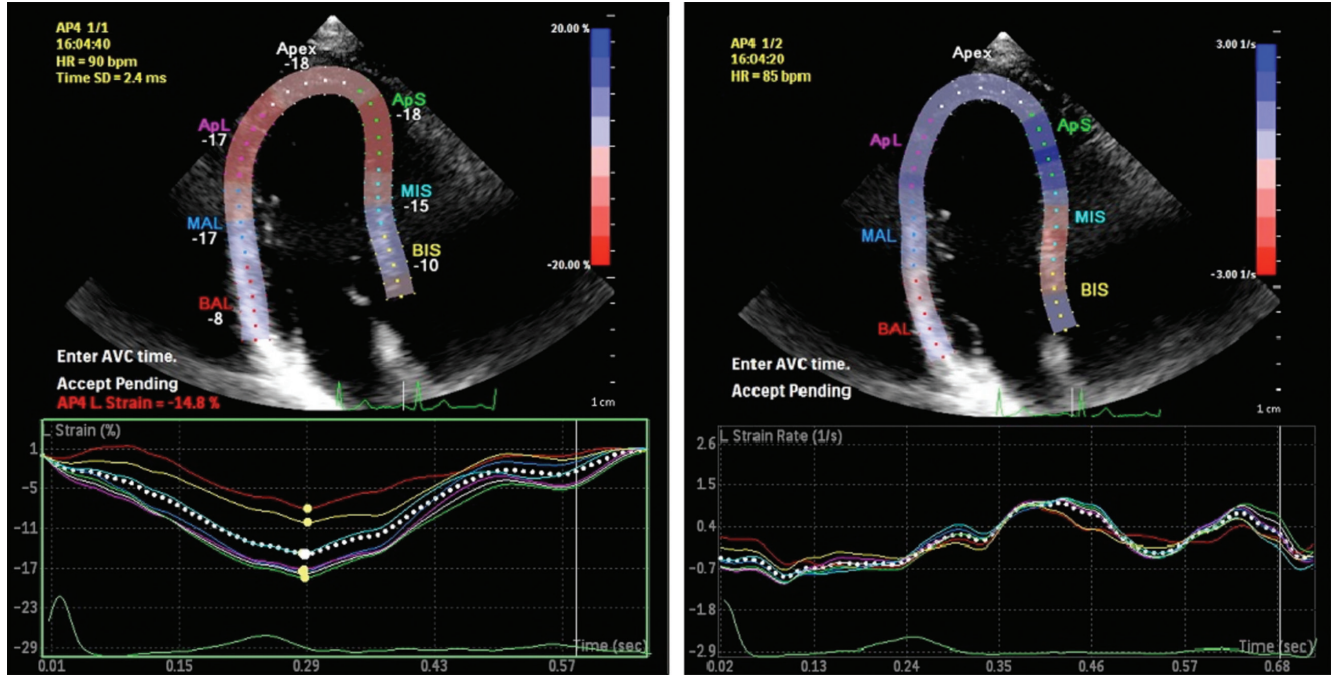 AP4 1/1
16:04:40
HR = 90 bpm
Time SD = 2.4 ms
20.00 %
-20.00 %
Apex
-18
ApL
-17
ApS
-18
MAL
-17
MIS
-15
BAL
-8
BIS
-10
Enter AVC time.
Accept Pending
AP4 L. Strain = -14.8 %
1 cm
L Strain (%)
1
-5
-11
-17
-23
-29
Time (sec)
0.01 0.15 0.29 0.43 0.57
AP4 1/2
16:04:20
HR = 85 bpm
3.00 1/s
-3.00 1/s
Apex
ApL
ApS
MAL
MIS
BAL
BIS
Enter AVC time.
Accept Pending
1 cm
L Strain Rate (1/s)
2.6
1.5
0.4
-0.7
-1.8
-2.9
Time (sec)
0.02 0.13 0.24 0.35 0.46 0.57 0.68